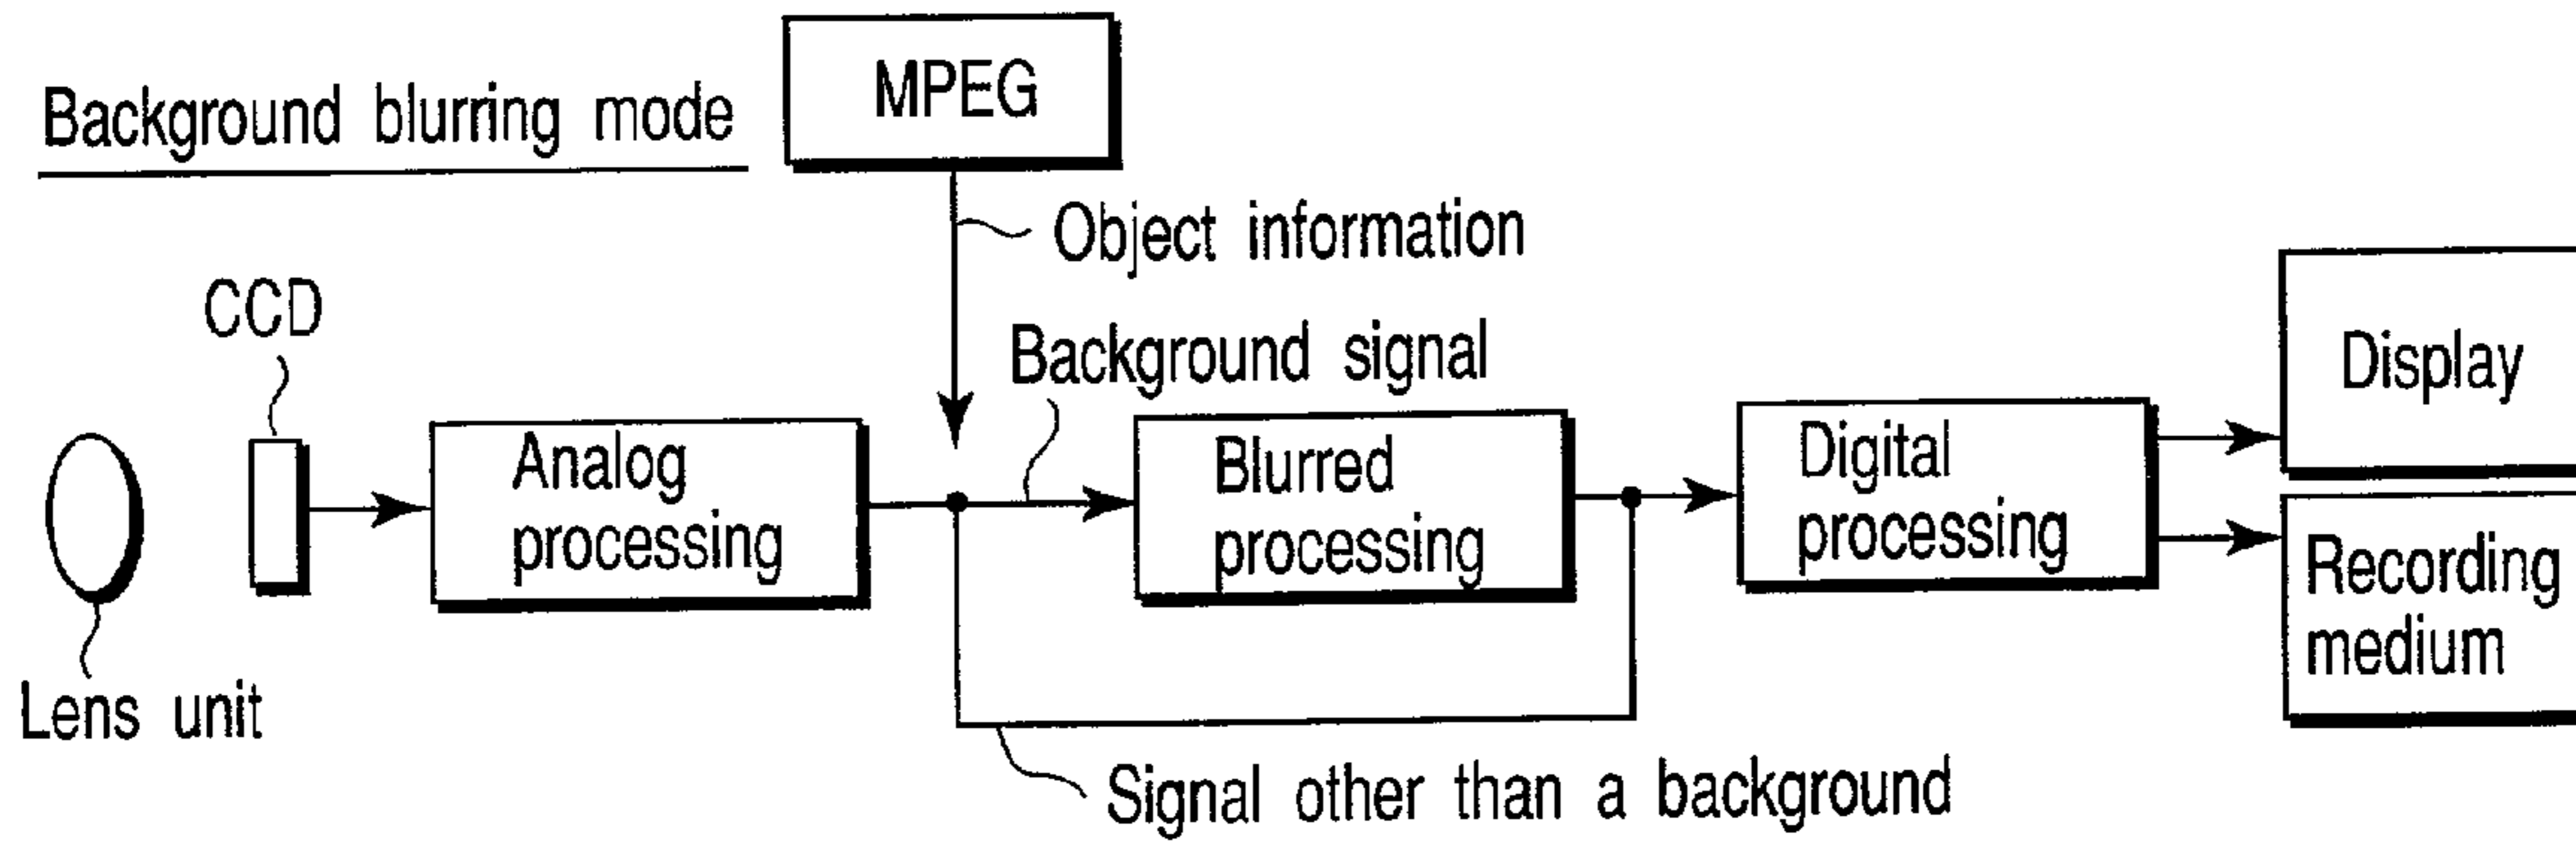 Background blurring mode
MPEG
Object information
CCD
Background signal
Display
Analog
processing
Blurred
processing
Digital
processing
Recording
medium
Lens unit
Signal other than a background